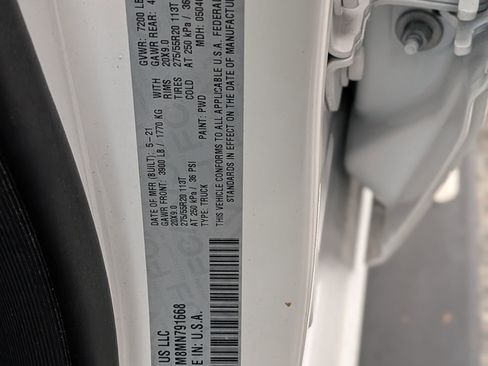 US LLC
DATE OF MFR (BUILT): 5-21
GVWR: 7200 LB
GAWR FRONT: 3900 LB / 1770 KG WITH
GAWR REAR: 4
20X9.0 RIMS
20X9.0
275/55R20 113T TIRES
275/55R20 113T
AT 250 kPa / 36 PSI COLD
AT 250 kPa / 36
TYPE: TRUCK PAINT: PWD MDH: 0504
THIS VEHICLE CONFORMS TO ALL APPLICABLE U.S.A. FEDERAL
STANDARDS IN EFFECT ON THE DATE OF MANUFACTUR
M8MN791668
E IN: U.S.A.